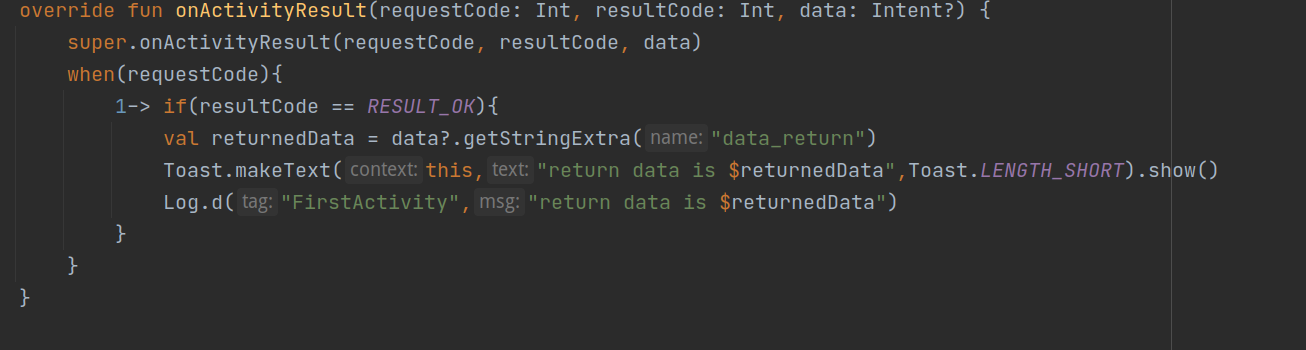 override fun onActivityResult(requestCode: Int, resultCode: Int, data: Intent?) {
super.onActivityResult(requestCode, resultCode, data)
when(requestCode){
1-> if(resultCode == RESULT_OK){
val returnedData = data?.getStringExtra( name: "data_return")
Toast.makeText( context: this, text: "return data is $returnedData",Toast.LENGTH_SHORT).show()
Log.d( tag: "FirstActivity", msg: "return data is $returnedData")
}
}
}